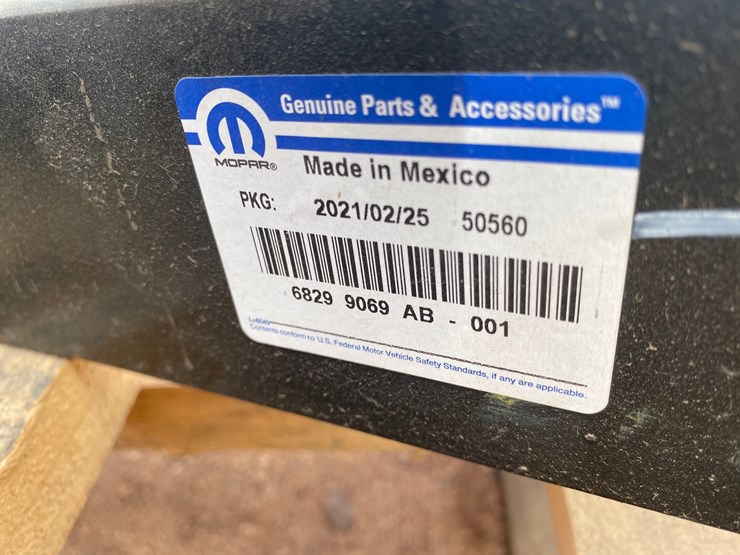 Genuine Parts & Accessories™
MOPAR®
Made in Mexico
PKG: 2021/02/25 50560
6829 9069 AB - 001
Contents conform to U.S. Federal Motor Vehicle Safety Standards, if any are applicable.